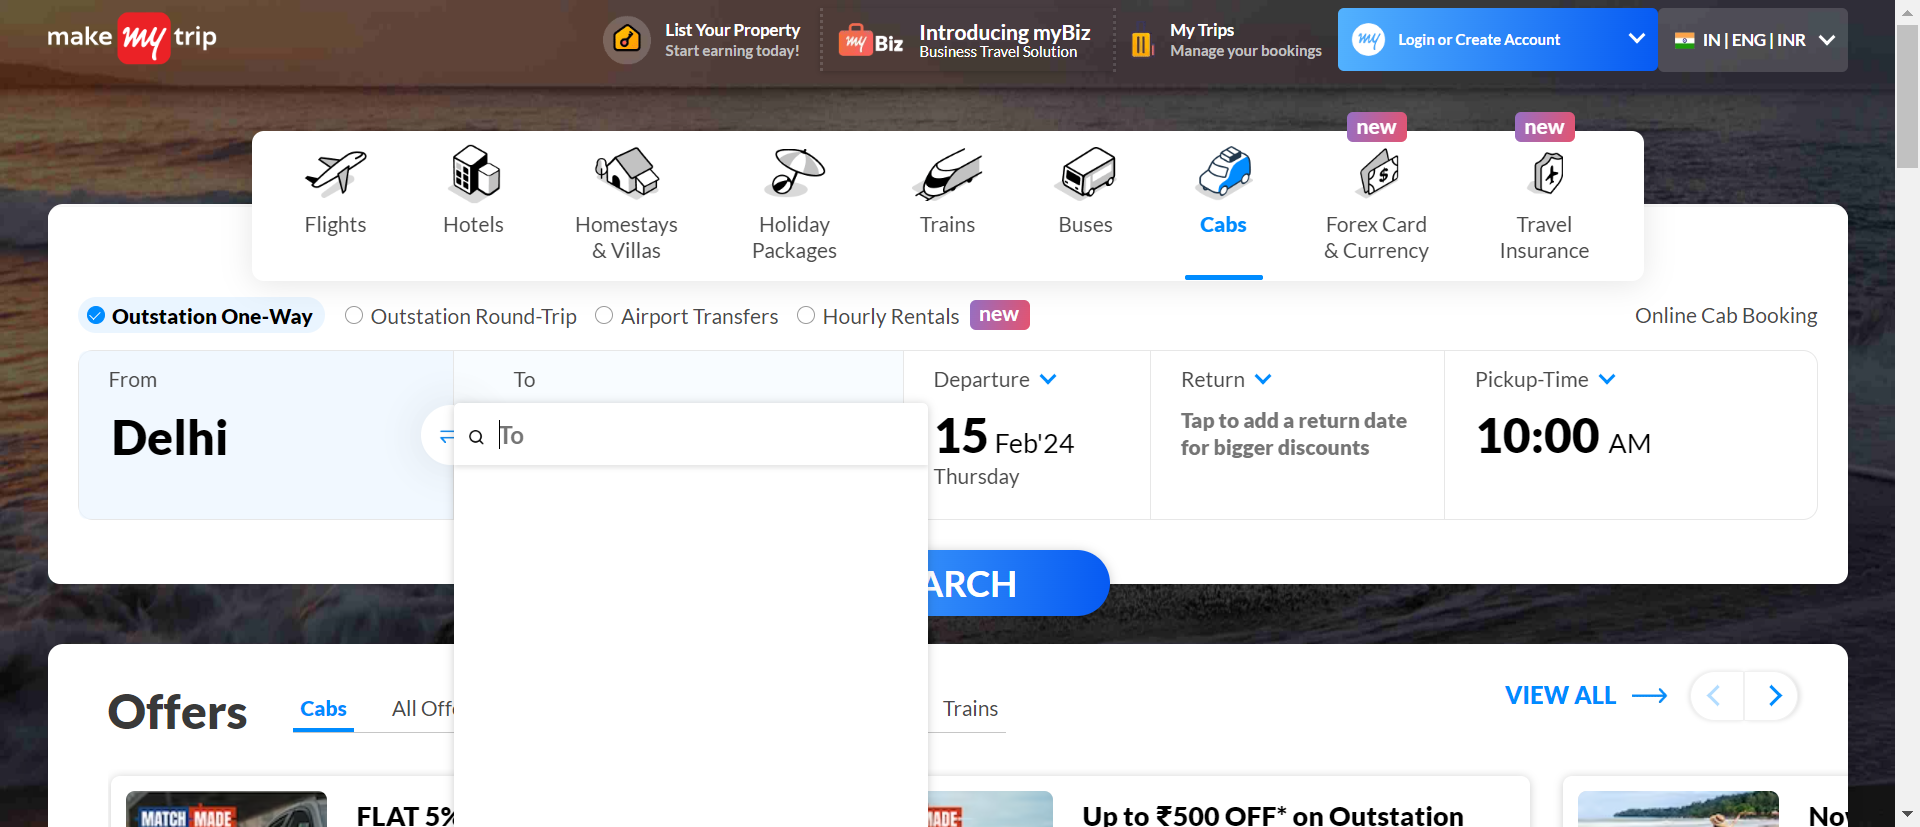 make my trip
List Your Property
Start earning today!
my Biz
Introducing myBiz
Business Travel Solution
My Trips
Manage your bookings
my
Login or Create Account
IN | ENG | INR
new
new
Flights
Hotels
Homestays
& Villas
Holiday
Packages
Trains
Buses
Cabs
Forex Card
& Currency
Travel
Insurance
Outstation One-Way
Outstation Round-Trip
Airport Transfers
Hourly Rentals
new
Online Cab Booking
From
Delhi
To
To
Departure
15 Feb'24
Thursday
Return
Tap to add a return date
for bigger discounts
Pickup-Time
10:00 AM
ARCH
Offers
Cabs
All Off
Trains
VIEW ALL
MATCH MADE
FLAT 5%
MADE
Up to ₹500 OFF* on Outstation